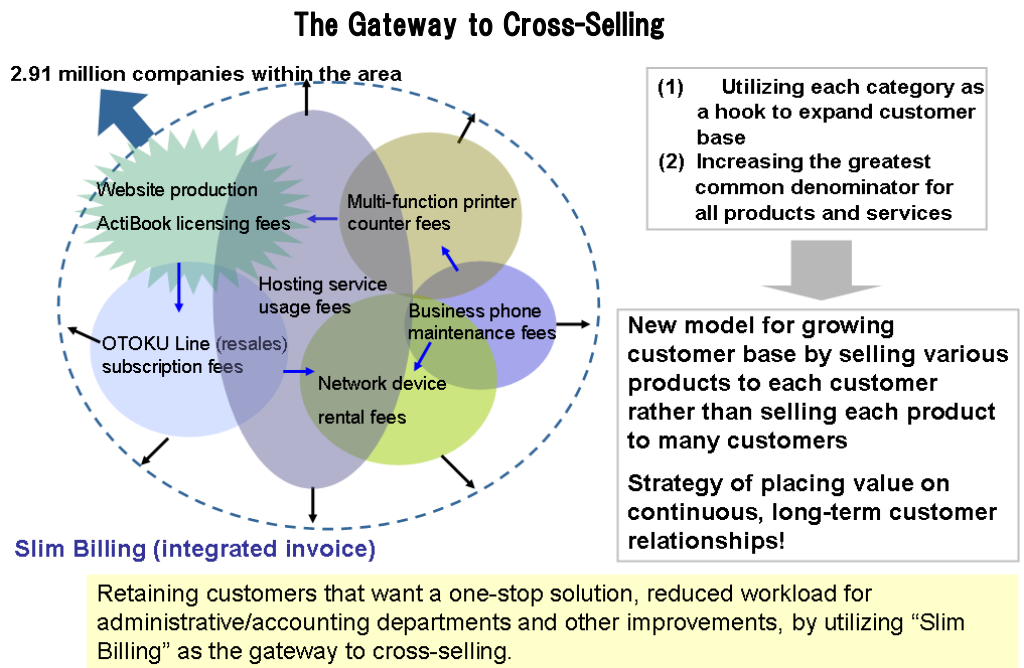 The Gateway to Cross-Selling
2.91 million companies within the area
Website production
ActiBook licensing fees
Multi-function printer
counter fees
Hosting service
usage fees
Business phone
maintenance fees
OTOKU Line (resales)
subscription fees
Network device
rental fees
Slim Billing (integrated invoice)
(1) Utilizing each category as
a hook to expand customer
base
(2) Increasing the greatest
common denominator for
all products and services
New model for growing
customer base by selling various
products to each customer
rather than selling each product
to many customers
Strategy of placing value on
continuous, long-term customer
relationships!
Retaining customers that want a one-stop solution, reduced workload for
administrative/accounting departments and other improvements, by utilizing “Slim
Billing” as the gateway to cross-selling.